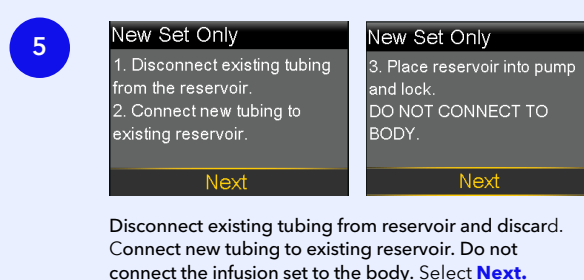 5
New Set Only
1. Disconnect existing tubing
from the reservoir.
2. Connect new tubing to
existing reservoir.
Next
New Set Only
3. Place reservoir into pump
and lock.
DO NOT CONNECT TO
BODY.
Next
Disconnect existing tubing from reservoir and discard.
Connect new tubing to existing reservoir. Do not
connect the infusion set to the body. Select Next.